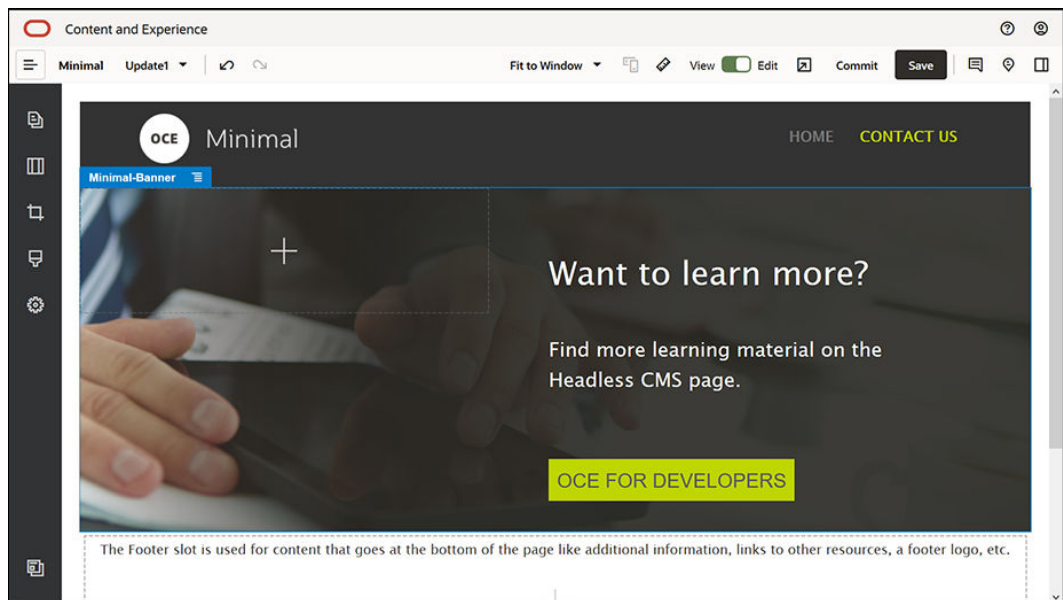 Content and Experience
Minimal Update1 Fit to Window View Edit Commit Save
OCE Minimal HOME CONTACT US
Minimal-Banner
Want to learn more?
Find more learning material on the
Headless CMS page.
OCE FOR DEVELOPERS
The Footer slot is used for content that goes at the bottom of the page like additional information, links to other resources, a footer logo, etc.